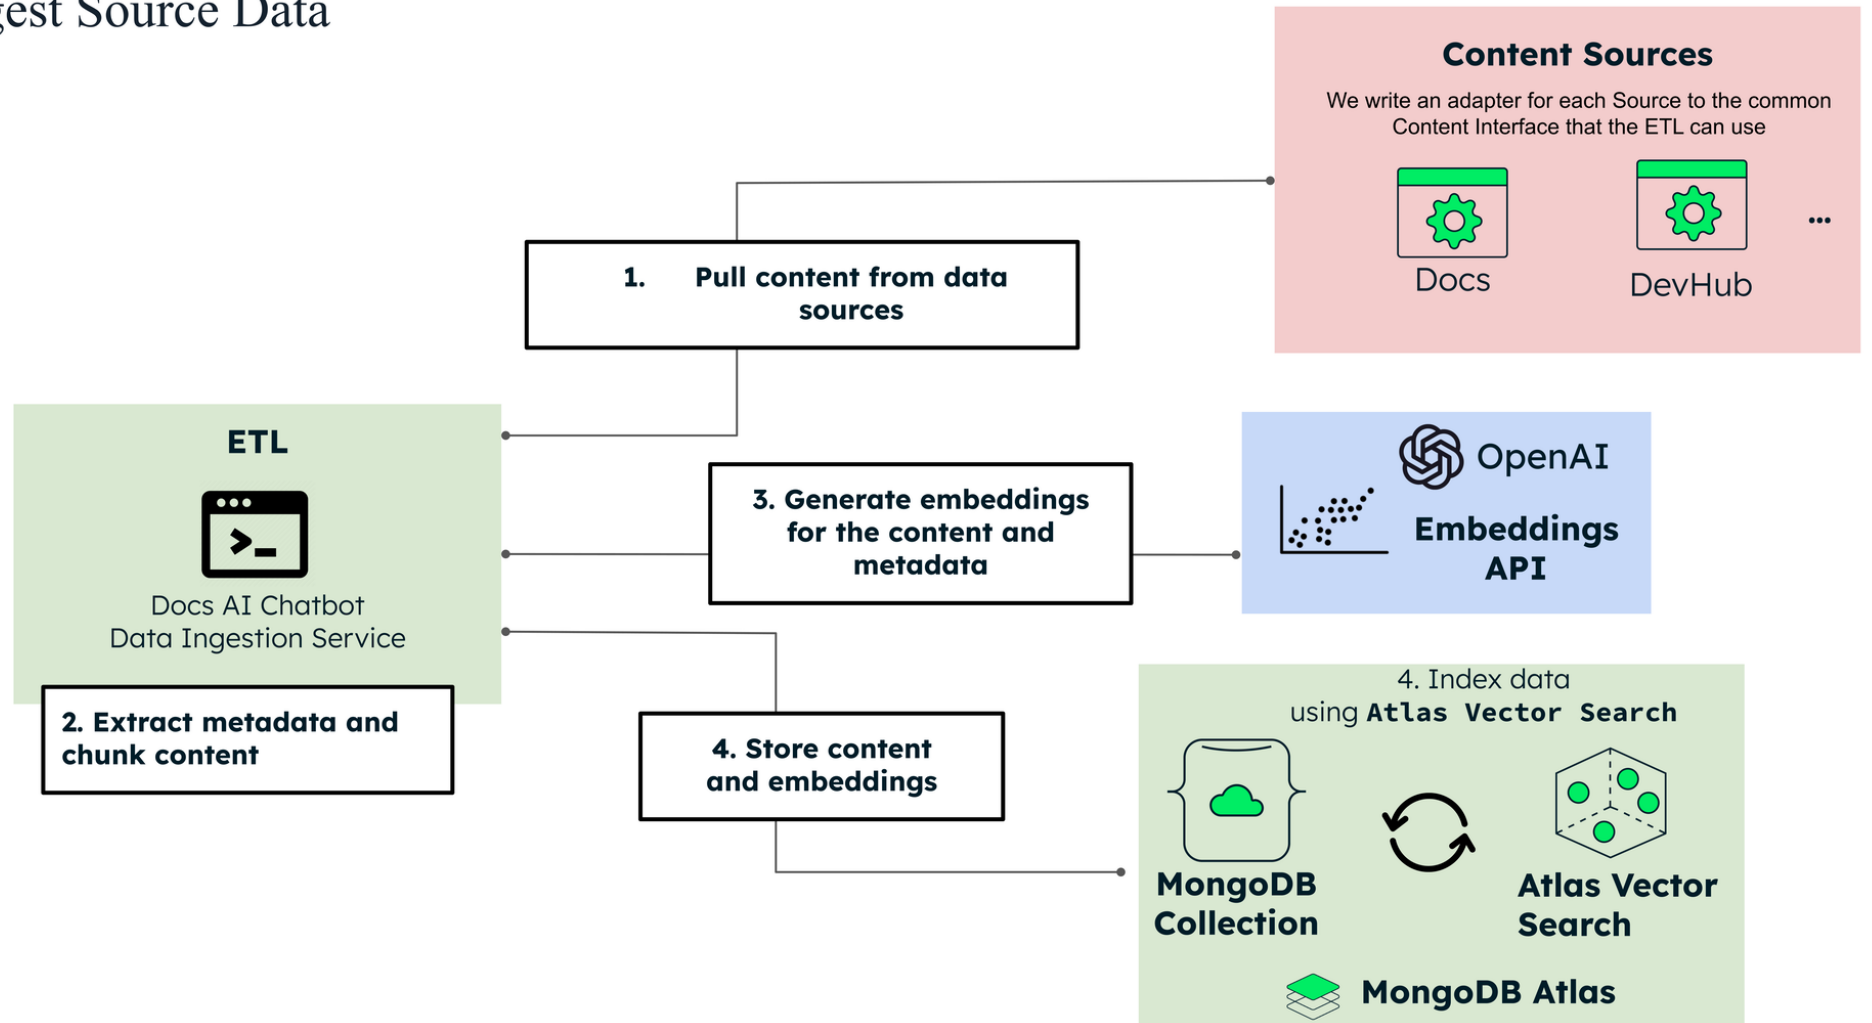 Source Data
Content Sources
We write an adapter for each Source to the common
Content Interface that the ETL can use
Docs
DevHub
...
1. Pull content from data
sources
ETL
Docs AI Chatbot
Data Ingestion Service
2. Extract metadata and
chunk content
3. Generate embeddings
for the content and
metadata
OpenAI
Embeddings
API
4. Store content
and embeddings
4. Index data
using Atlas Vector Search
MongoDB
Collection
Atlas Vector
Search
MongoDB Atlas